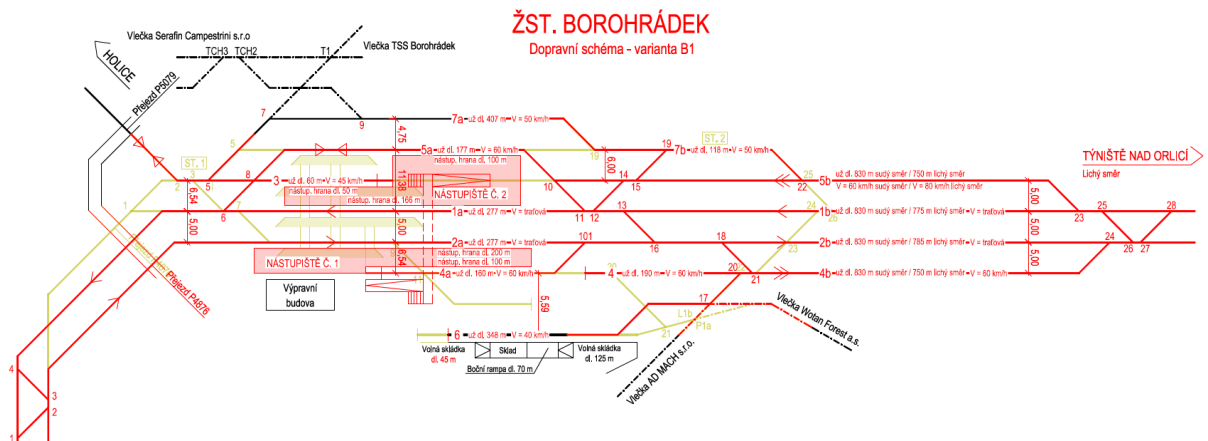 ŽST. BOROHRÁDEK
Dopravní schéma - varianta B1
Vlečka Serafin Campestrini s.r.o
TCH3
TCH2
T1
Vlečka TSS Borohrádek
HOLICE
Přejezd P5079
7
9
7a
už dl. 407 m
V = 50 km/h
4,75
5
5a
už dl. 177 m
V = 60 km/h
19
19
7b
už dl. 118 m
V = 50 km/h
ST. 1
ST. 2
nástup. hrana dl. 100 m
6,00
TÝNIŠTĚ NAD ORLICÍ
Lichý směr
2
3
5
8
3
už dl. 60 m
V = 45 km/h
11,38
10
14
15
22
25
5b
už dl. 830 m sudý směr / 750 m lichý směr
V = 60 km/h sudý směr / V = 80 km/h lichý směr
6,54
nástup. hrana dl. 50 m
nástup. hrana dl. 166 m
NÁSTUPIŠTĚ Č. 2
5,00
1
6
7
1a
už dl. 277 m
V = traťová
11
12
13
24
26
1b
už dl. 830 m sudý směr / 775 m lichý směr
V = traťová
23
25
28
5,00
5,00
5,00
2a
už dl. 277 m
V = traťová
101
16
18
23
2b
už dl. 830 m sudý směr / 785 m lichý směr
V = traťová
24
26
27
nástup. hrana dl. 200 m
nástup. hrana dl. 100 m
NÁSTUPIŠTĚ Č. 1
6,54
5,00
11
4a
už dl. 160 m
V = 60 km/h
20
4
už dl. 190 m
V = 60 km/h
20
21
4b
už dl. 830 m sudý směr / 750 m lichý směr
V = 60 km/h
Přejezd P4876
Výpravní
budova
5,59
17
L1b
P1a
21
Vlečka Wotan Forest a.s.
6
už dl. 348 m
V = 40 km/h
Volná skládka
dl. 45 m
Sklad
Volná skládka
dl. 125 m
Boční rampa dl. 70 m
Vlečka AD MACH s.r.o.
4
3
2
1